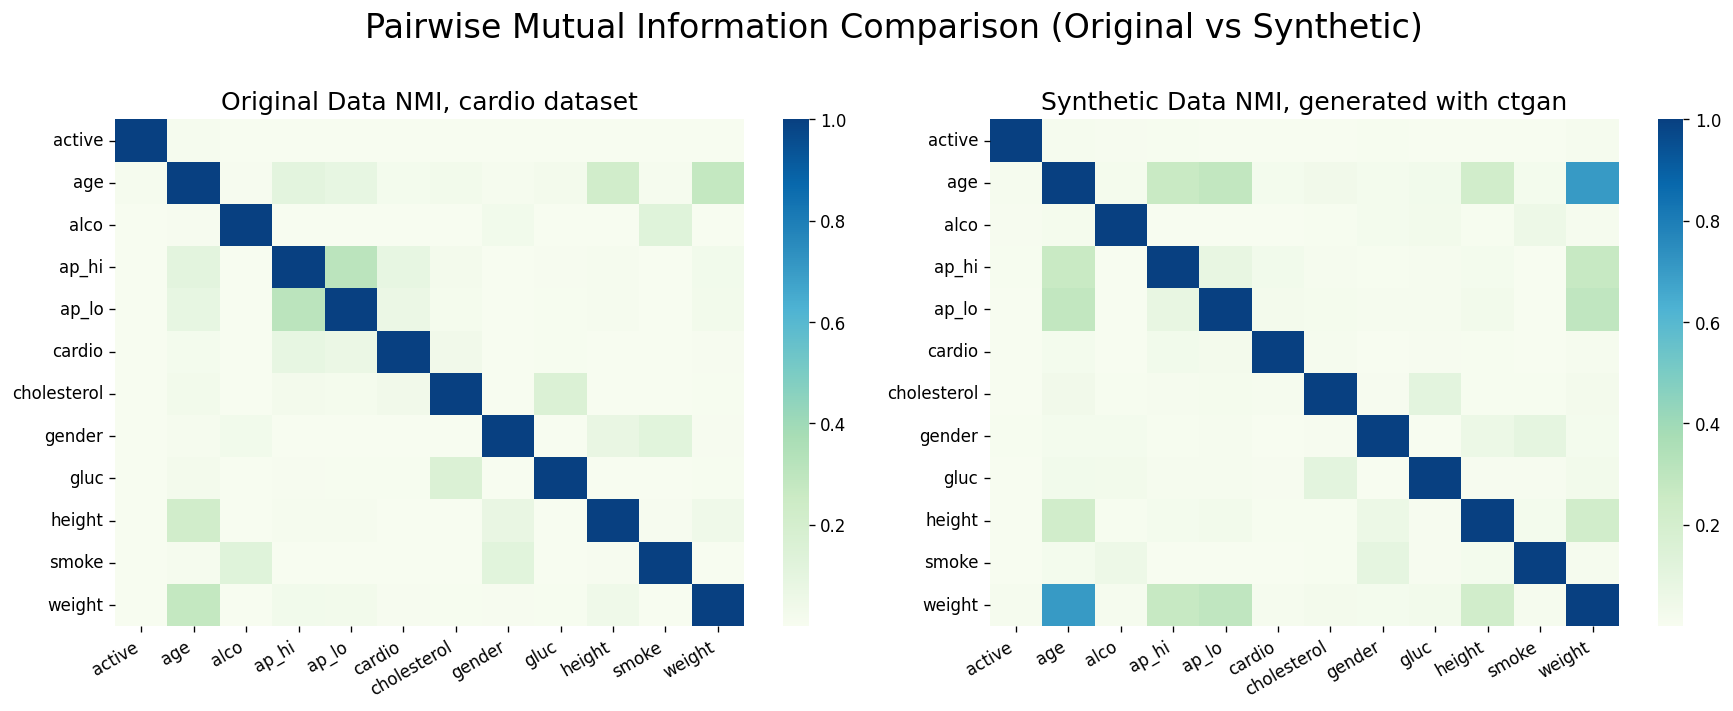 Pairwise Mutual Information Comparison (Original vs Synthetic)
Original Data NMI, cardio dataset
active
age
alco
ap_hi
ap_lo
cardio
cholesterol
gender
gluc
height
smoke
weight
active
age
alco
ap_hi
ap_lo
cardio
cholesterol
gender
gluc
height
smoke
weight
1.0
0.8
0.6
0.4
0.2
Synthetic Data NMI, generated with ctgan
active
age
alco
ap_hi
ap_lo
cardio
cholesterol
gender
gluc
height
smoke
weight
active
age
alco
ap_hi
ap_lo
cardio
cholesterol
gender
gluc
height
smoke
weight
1.0
0.8
0.6
0.4
0.2